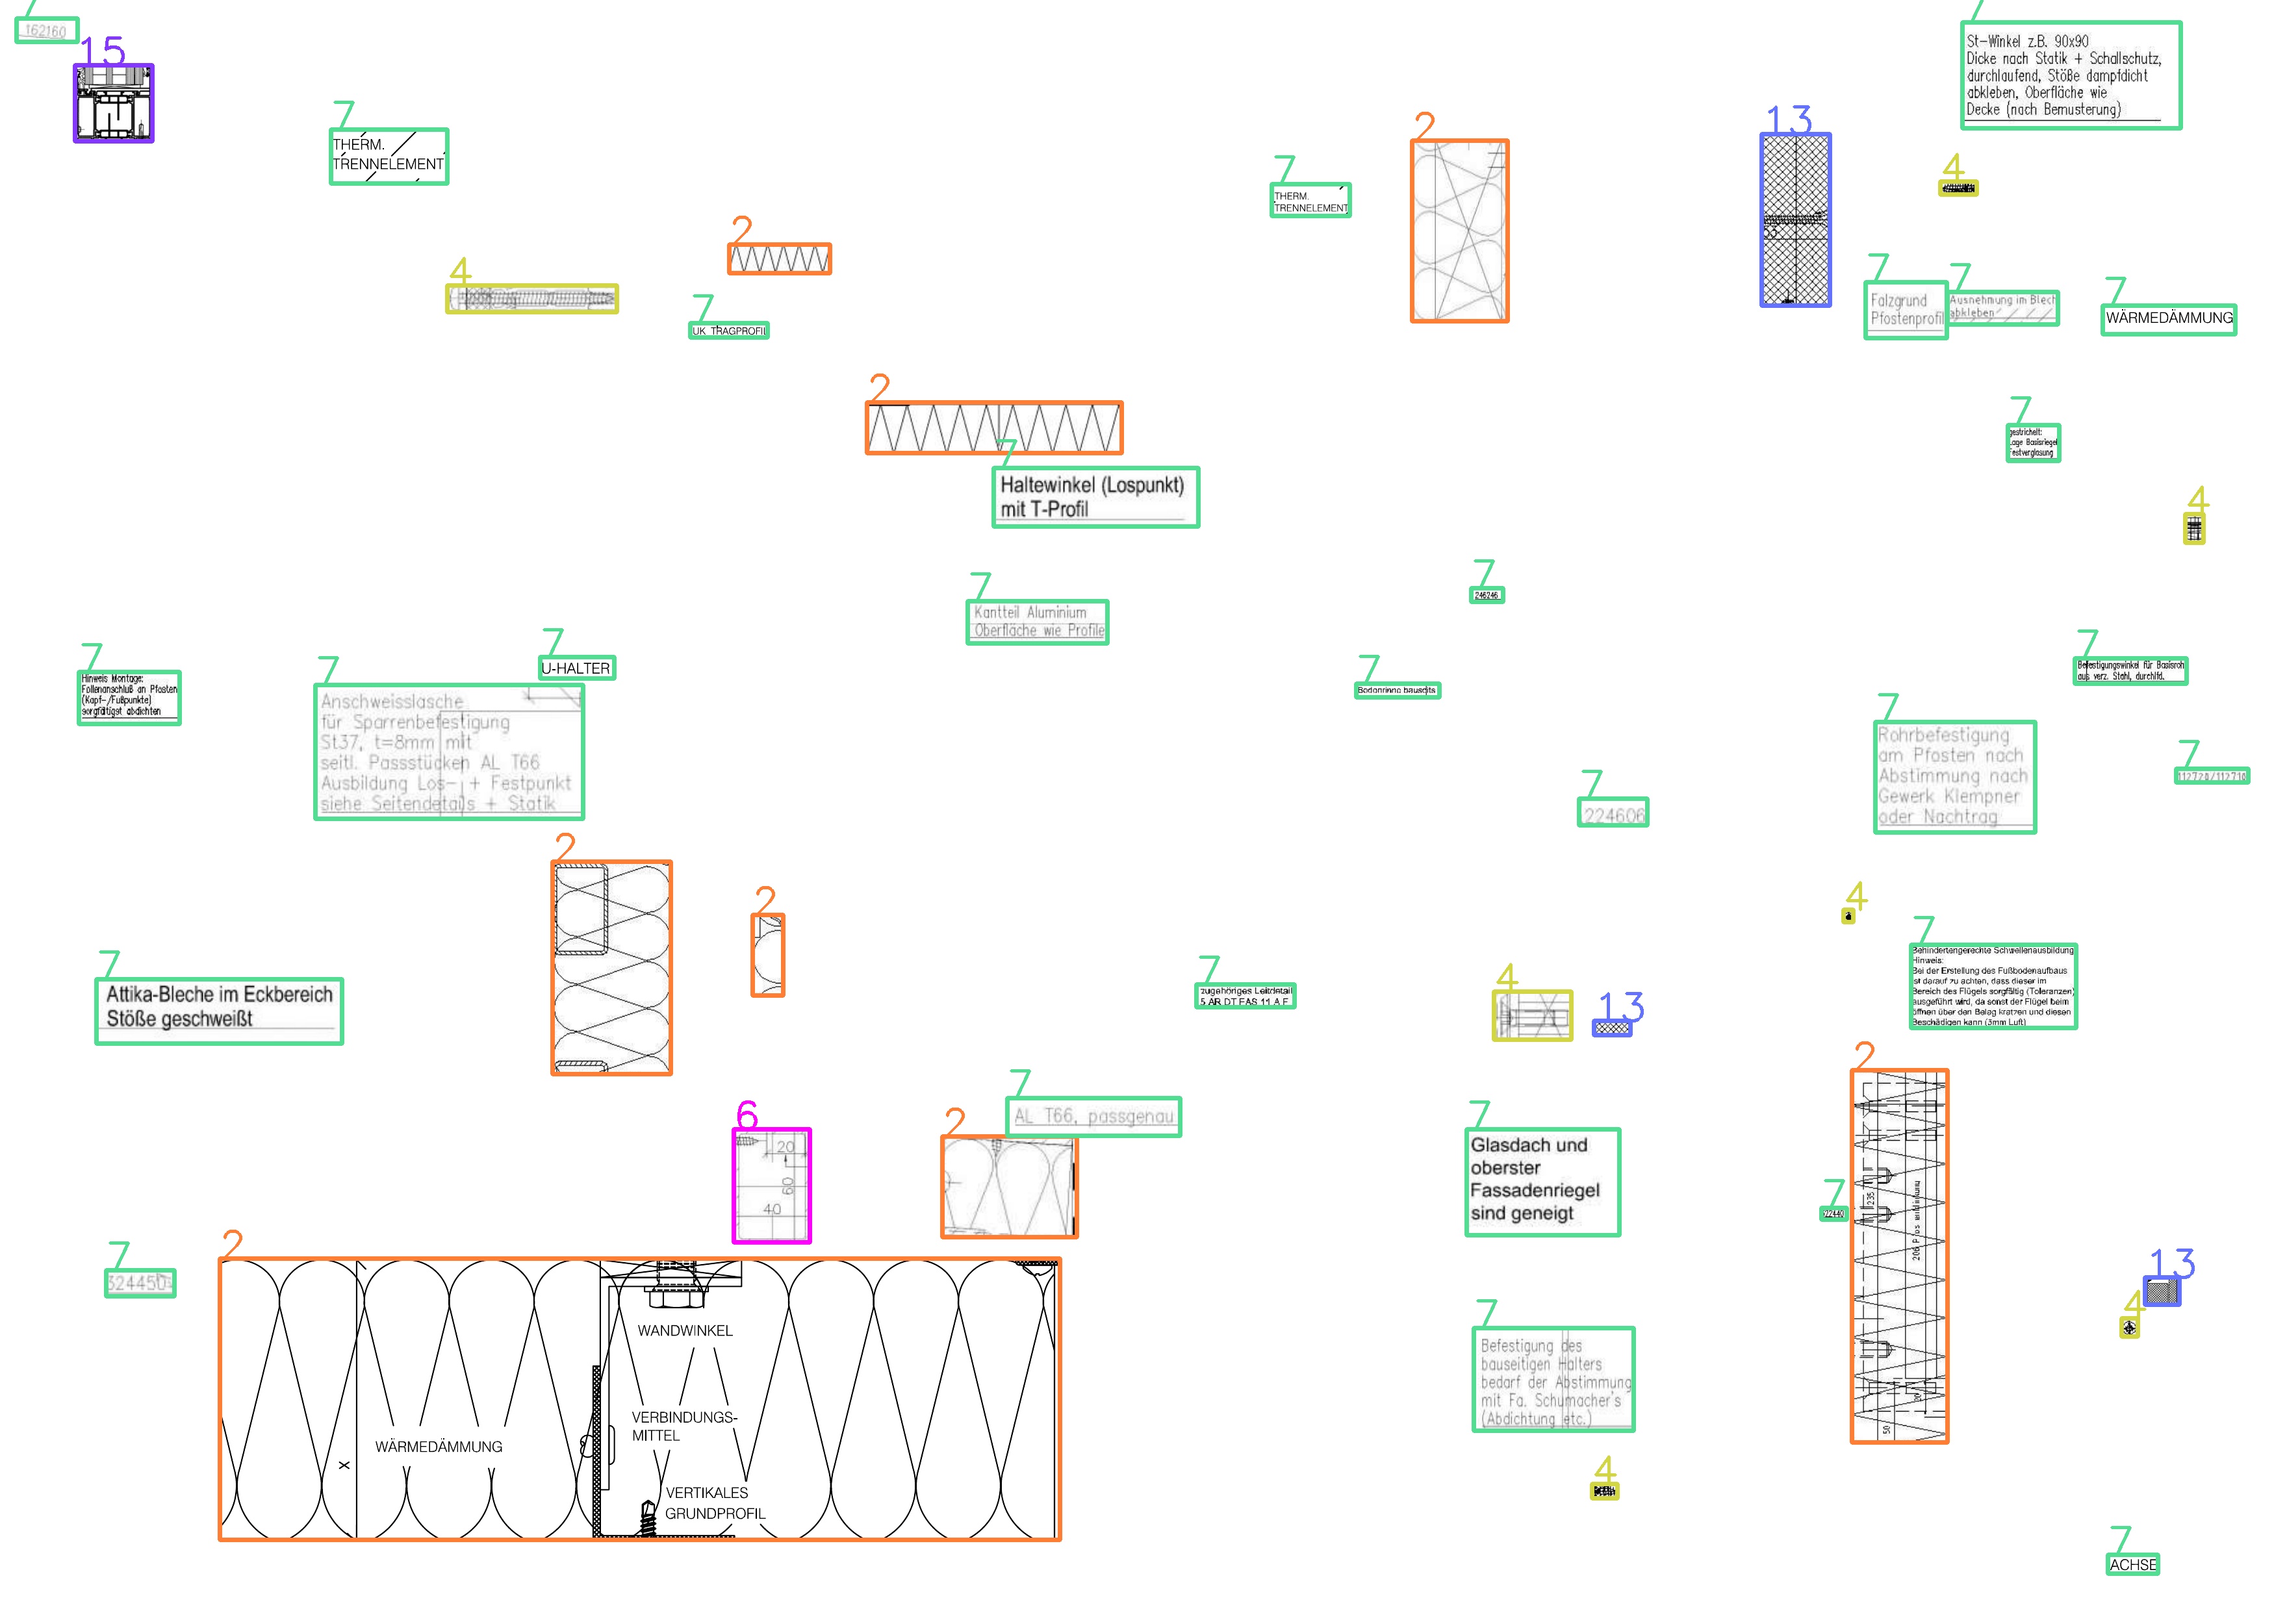 7
162160
15
7
St-Winkel z.B. 90x90
Dicke nach Statik + Schallschutz,
durchlaufend, Stöße dampfdicht
abkleben, Oberfläche wie
Decke (nach Bemusterung)
7
THERM.
TRENNELEMENT
7
THERM.
TRENNELEMENT
2
13
53
4
2
4
7
UK TRAGPROFIL
7
Falzgrund
Pfostenprofil
7
Ausnehmung im Blech
abkleben
7
WÄRMEDÄMMUNG
2
7
Haltewinkel (Lospunkt)
mit T-Profil
7
gestrichelt:
Lage Basisriegel
Festverglasung
4
7
246246
7
Kantteil Aluminium
Oberfläche wie Profile
7
Hinweis Montage:
Folienanschluß an Pfosten
(Kopf-/Fußpunkte)
sorgfältigst abdichten
7
U-HALTER
7
Anschweisslasche
für Sparrenbefestigung
St37, t=8mm mit
seitl. Passstücken AL T66
Ausbildung Los- + Festpunkt
siehe Seitendetails + Statik
7
Bodenrinne bauseits
7
Befestigungswinkel für Basisroh
aus verz. Stahl, durchlfd.
7
Rohrbefestigung
am Pfosten nach
Abstimmung nach
Gewerk Klempner
oder Nachtrag
7
112728/112718
7
224606
2
2
4
7
Attika-Bleche im Eckbereich
Stöße geschweißt
7
zugehöriges Leitdetail
5 AR DT FAS 11 A F
4
13
7
Behindertengerechte Schwellenausbildung
Hinweis:
Bei der Erstellung des Fußbodenaufbaus
ist darauf zu achten, dass dieser im
Bereich des Flügels sorgfältig (Toleranzen)
ausgeführt wird, da sonst der Flügel beim
öffnen über den Belag kratzen und diesen
Beschädigen kann (3mm Luft)
6
20
60
40
2
7
AL T66, passgenau
7
Glasdach und
oberster
Fassadenriegel
sind geneigt
2
235
206
50
20
7
22440
7
324450
2
WANDWINKEL
VERBINDUNGS-
MITTEL
WÄRMEDÄMMUNG
X
VERTIKALES
GRUNDPROFIL
13
4
7
Befestigung des
bauseitigen Halters
bedarf der Abstimmung
mit Fa. Schumacher's
(Abdichtung etc.)
4
7
ACHSE